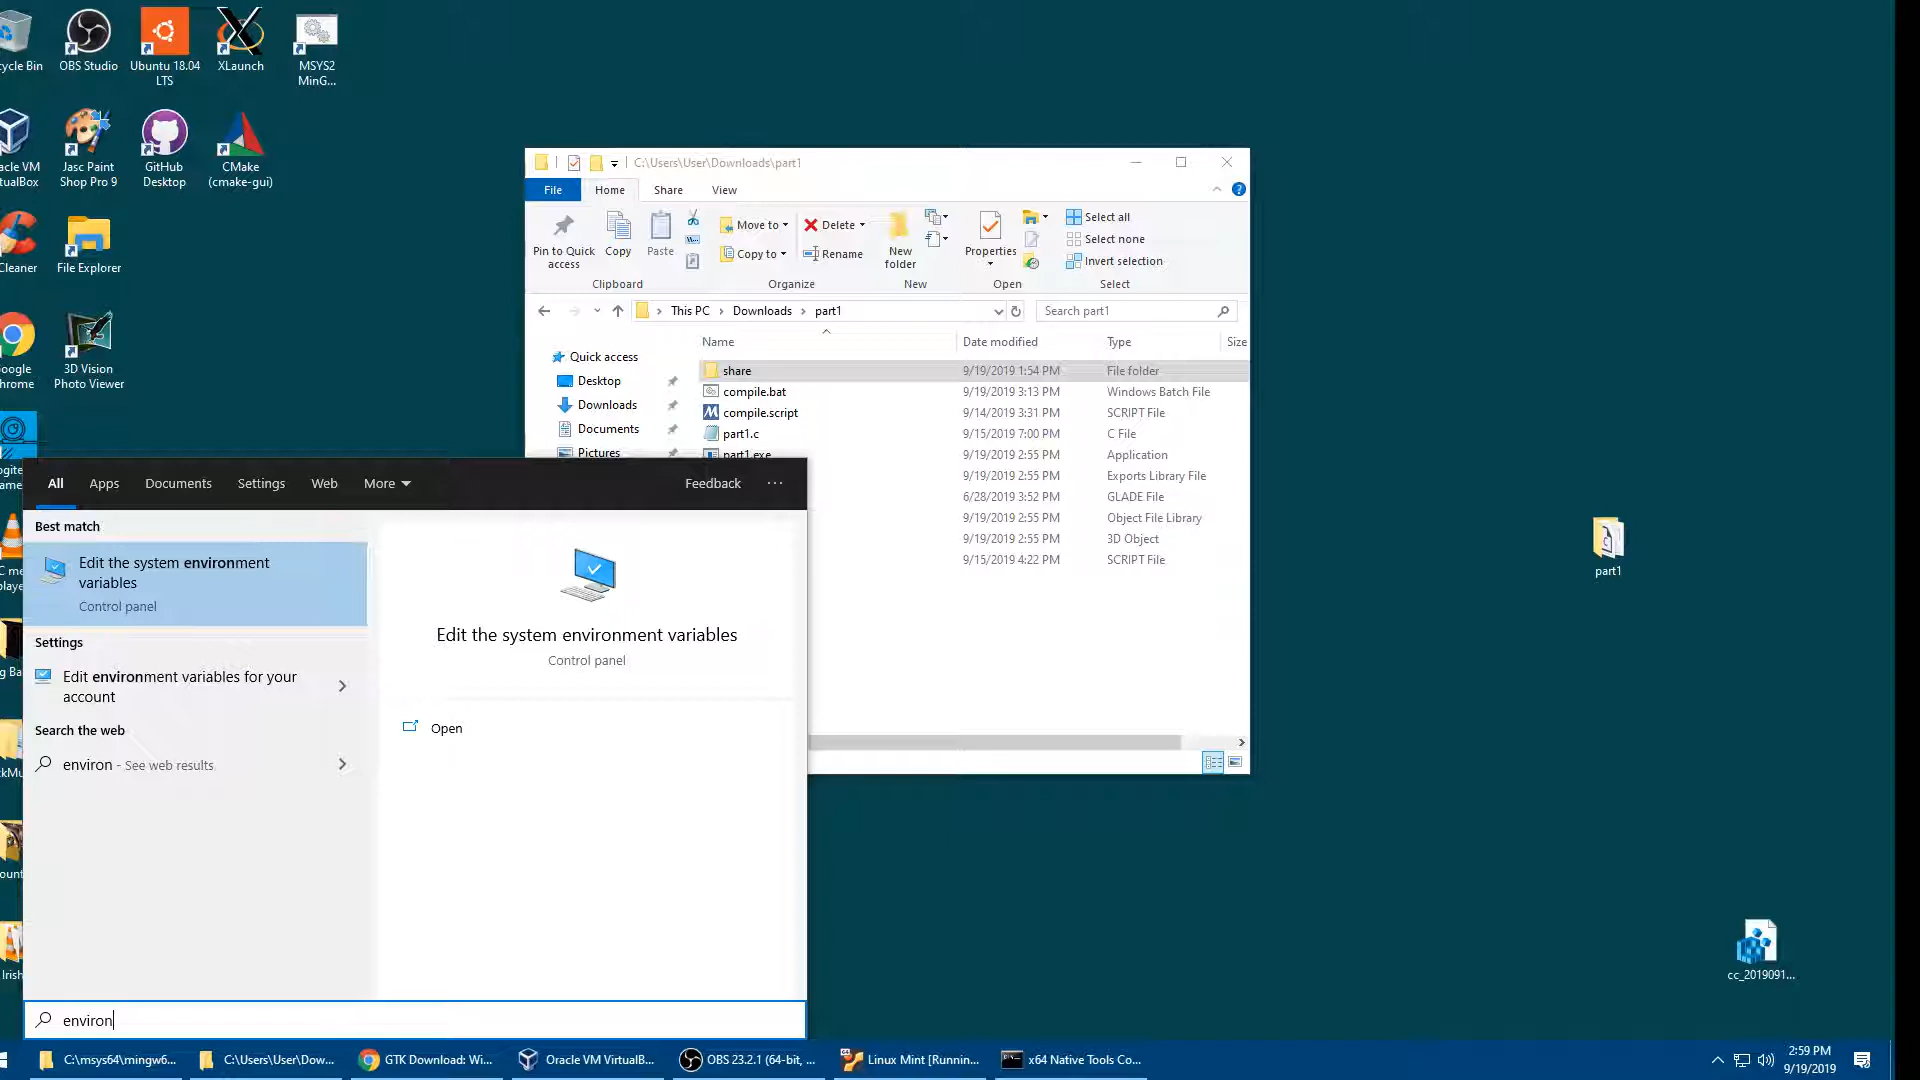 cycle Bin
OBS Studio
Ubuntu 18.04
LTS
XLaunch
MSYS2
MinG...
acle VM
tualBox
Jasc Paint
Shop Pro 9
GitHub
Desktop
CMake
(cmake-gui)
Cleaner
File Explorer
oogle
hrome
3D Vision
Photo Viewer
C:\Users\User\Downloads\part1
File
Home
Share
View
Pin to Quick
access
Copy
Paste
Move to
Copy to
Delete
Rename
New
folder
Properties
Select all
Select none
Invert selection
Clipboard
Organize
New
Open
Select
This PC
Downloads
part1
Search part1
Name
Date modified
Type
Size
Quick access
Desktop
Downloads
Documents
Pictures
share 9/19/2019 1:54 PM File folder
compile.bat 9/19/2019 3:13 PM Windows Batch File
compile.script 9/14/2019 3:31 PM SCRIPT File
part1.c 9/15/2019 7:00 PM C File
part1.exe 9/19/2019 2:55 PM Application
9/19/2019 2:55 PM Exports Library File
6/28/2019 3:52 PM GLADE File
9/19/2019 2:55 PM Object File Library
9/19/2019 2:55 PM 3D Object
9/15/2019 4:22 PM SCRIPT File
All
Apps
Documents
Settings
Web
More
Feedback
...
Best match
Edit the system environment
variables
Control panel
Settings
Edit environment variables for your
account
Search the web
environ - See web results
Edit the system environment variables
Control panel
Open
environ
part1
cc_2019091...
C:\msys64\mingw6...
C:\Users\User\Dow...
GTK Download: Wi...
Oracle VM VirtualB...
OBS 23.2.1 (64-bit, ...
Linux Mint [Runnin...
x64 Native Tools Co...
2:59 PM
9/19/2019